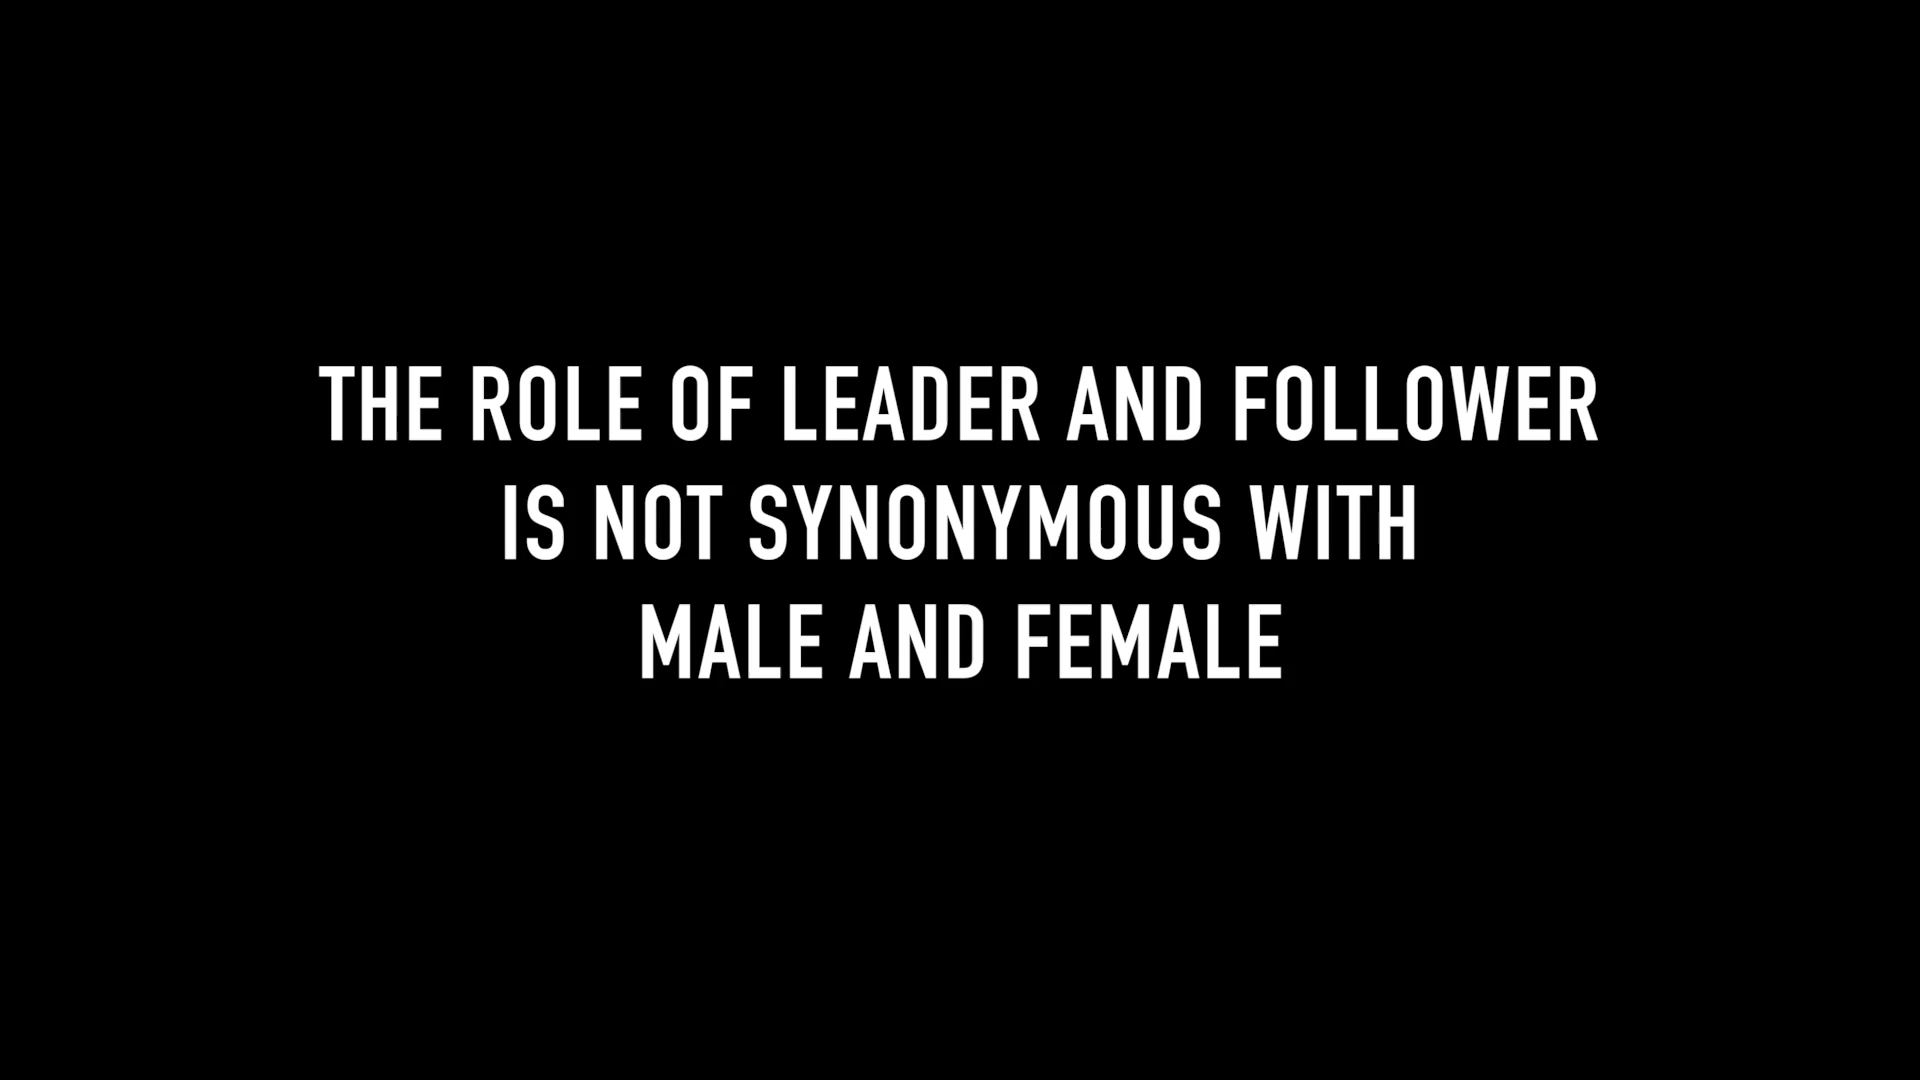 THE ROLE OF LEADER AND FOLLOWER
IS NOT SYNONYMOUS WITH
MALE AND FEMALE